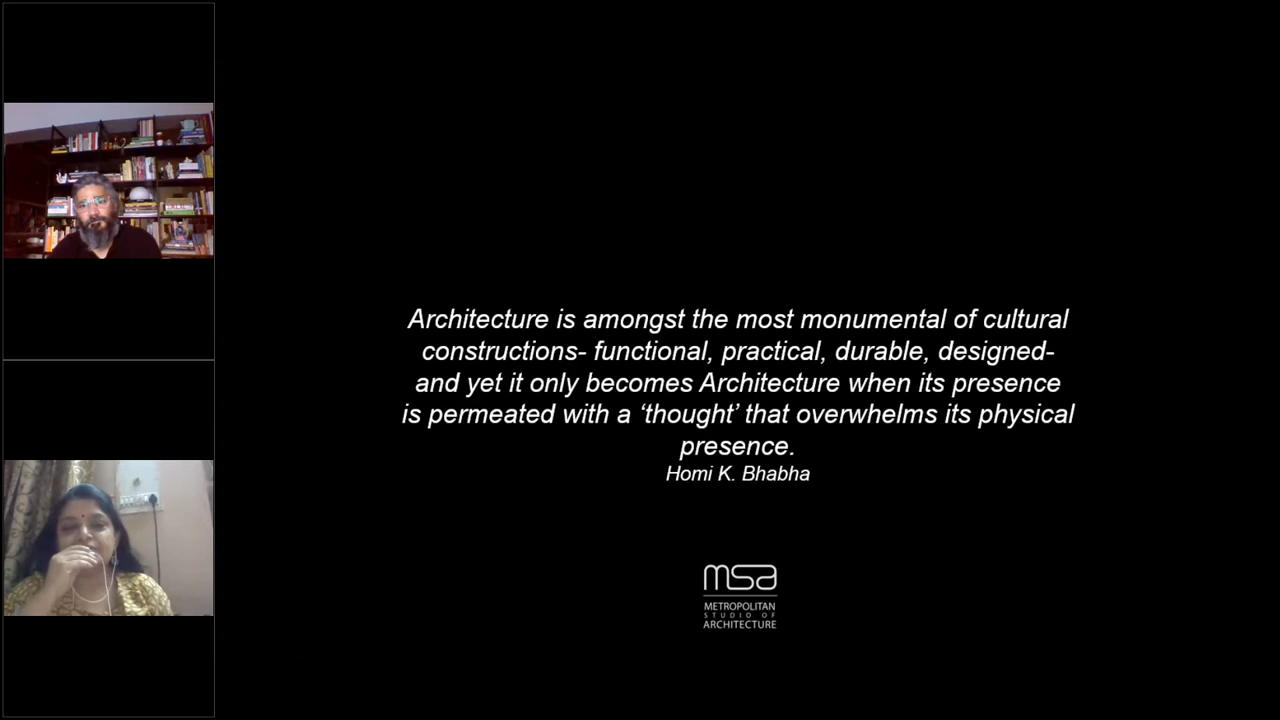 Architecture is amongst the most monumental of cultural
constructions- functional, practical, durable, designed-
and yet it only becomes Architecture when its presence
is permeated with a ‘thought’ that overwhelms its physical
presence.
Homi K. Bhabha
msa
METROPOLITAN
STUDIO OF
ARCHITECTURE